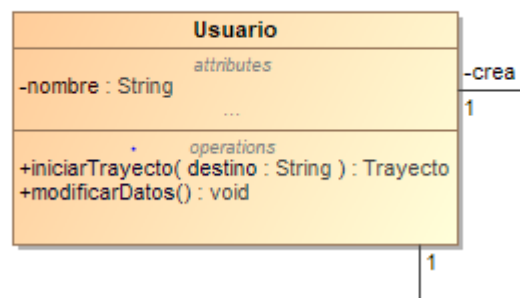 Usuario
attributes
-nombre : String
...
operations
+iniciarTrayecto( destino : String ) : Trayecto
+modificarDatos() : void
-crea
1
1